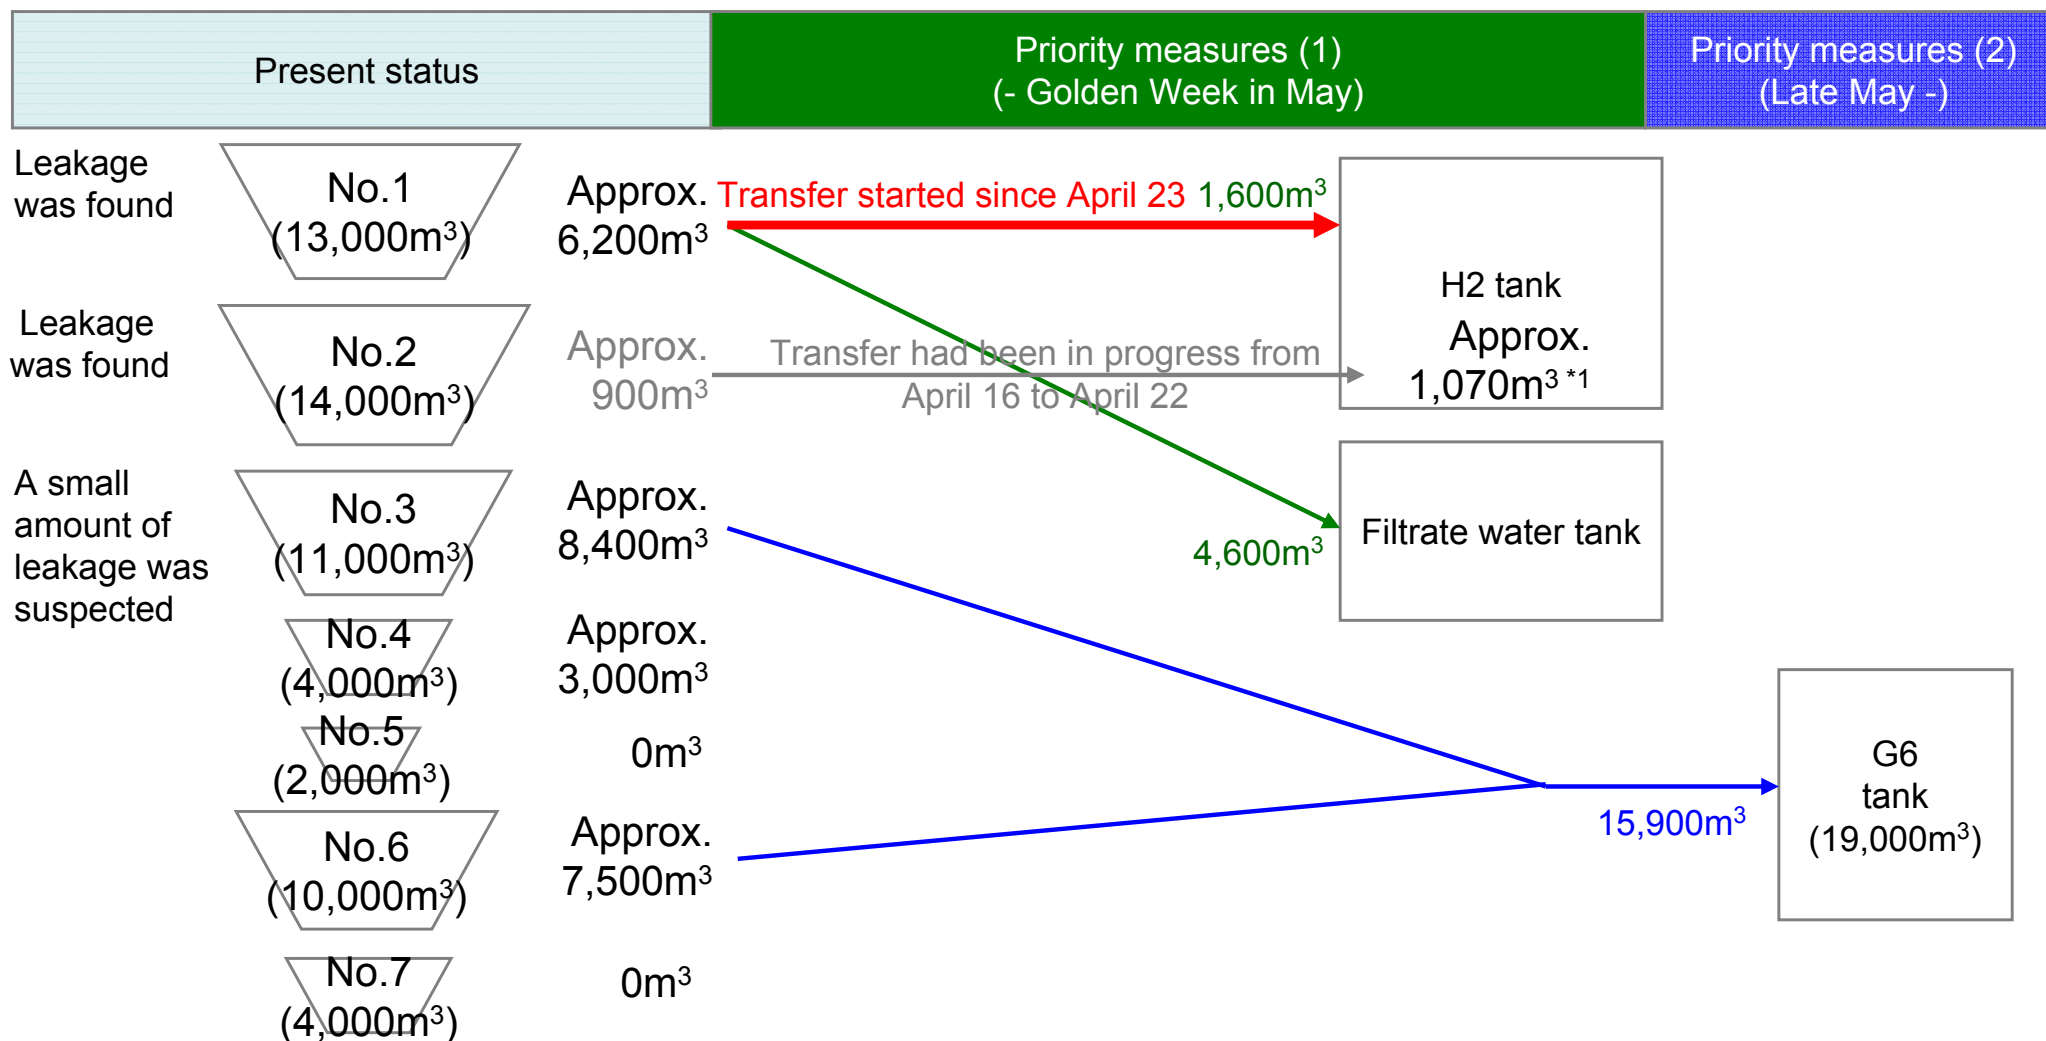 Present status
Priority measures (1)
(- Golden Week in May)
Priority measures (2)
(Late May -)
Leakage
was found
No.1
(13,000m³)
Approx.
6,200m³
Transfer started since April 23 1,600m³
H2 tank
Approx.
1,070m³ *1
Leakage
was found
No.2
(14,000m³)
Approx.
900m³
Transfer had been in progress from
April 16 to April 22
A small
amount of
leakage was
suspected
No.3
(11,000m³)
Approx.
8,400m³
4,600m³
Filtrate water tank
No.4
(4,000m³)
Approx.
3,000m³
No.5
(2,000m³)
0m³
No.6
(10,000m³)
Approx.
7,500m³
15,900m³
G6
tank
(19,000m³)
No.7
(4,000m³)
0m³